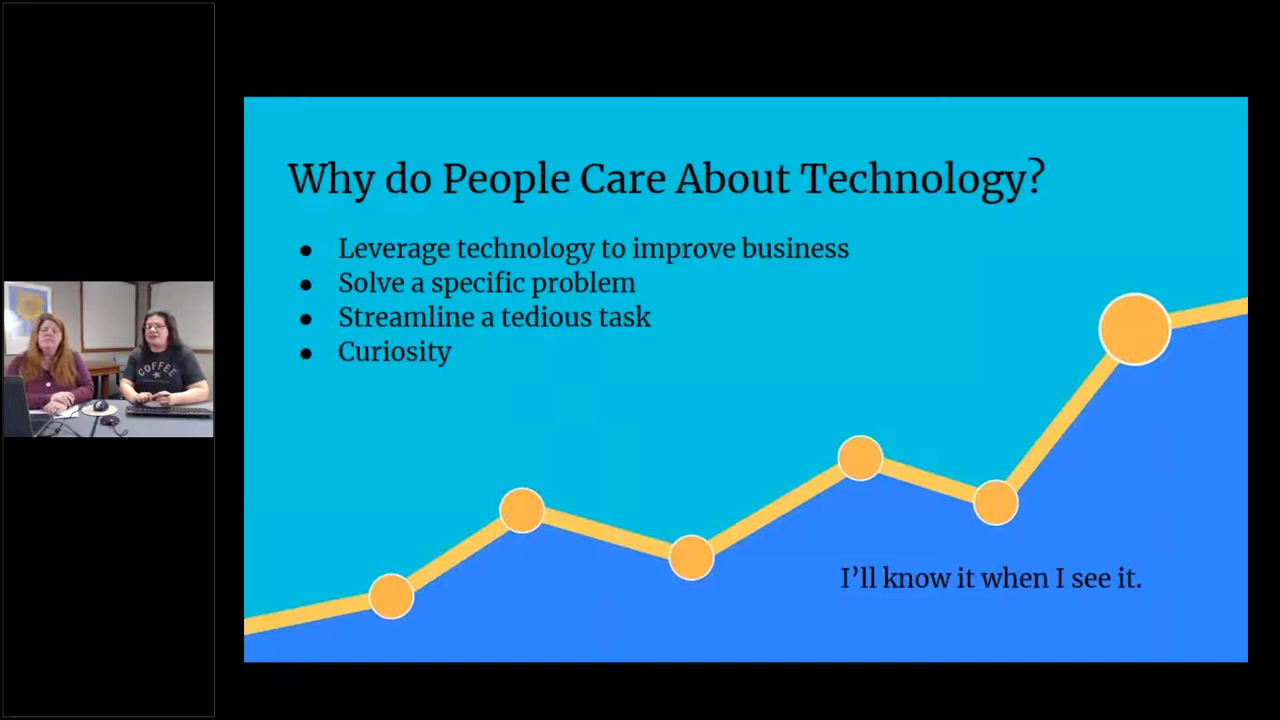 Why do People Care About Technology?
● Leverage technology to improve business
● Solve a specific problem
● Streamline a tedious task
● Curiosity
I'll know it when I see it.
COFFEE